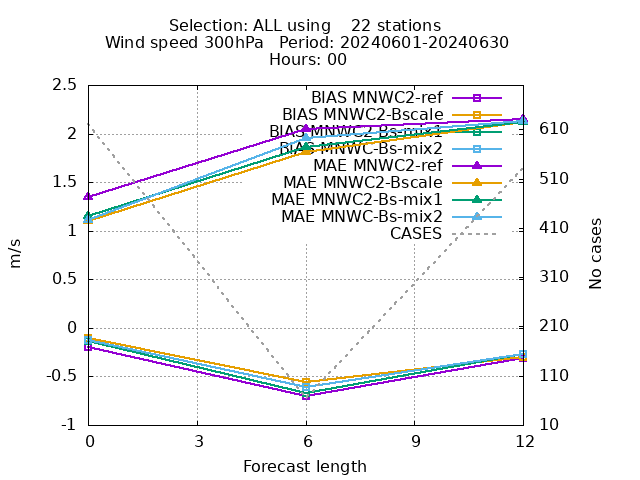 Selection: ALL using 22 stations
Wind speed 300hPa Period: 20240601-20240630
Hours: 00
2.5
2
1.5
1
0.5
0
-0.5
-1
m/s
BIAS MNWC2-ref
BIAS MNWC2-Bscale
BIAS MNWC2-Bs-mix1
BIAS MNWC-Bs-mix2
MAE MNWC2-ref
MAE MNWC2-Bscale
MAE MNWC2-Bs-mix1
MAE MNWC-Bs-mix2
CASES
610
510
410
310
210
110
10
No cases
0 3 6 9 12
Forecast length